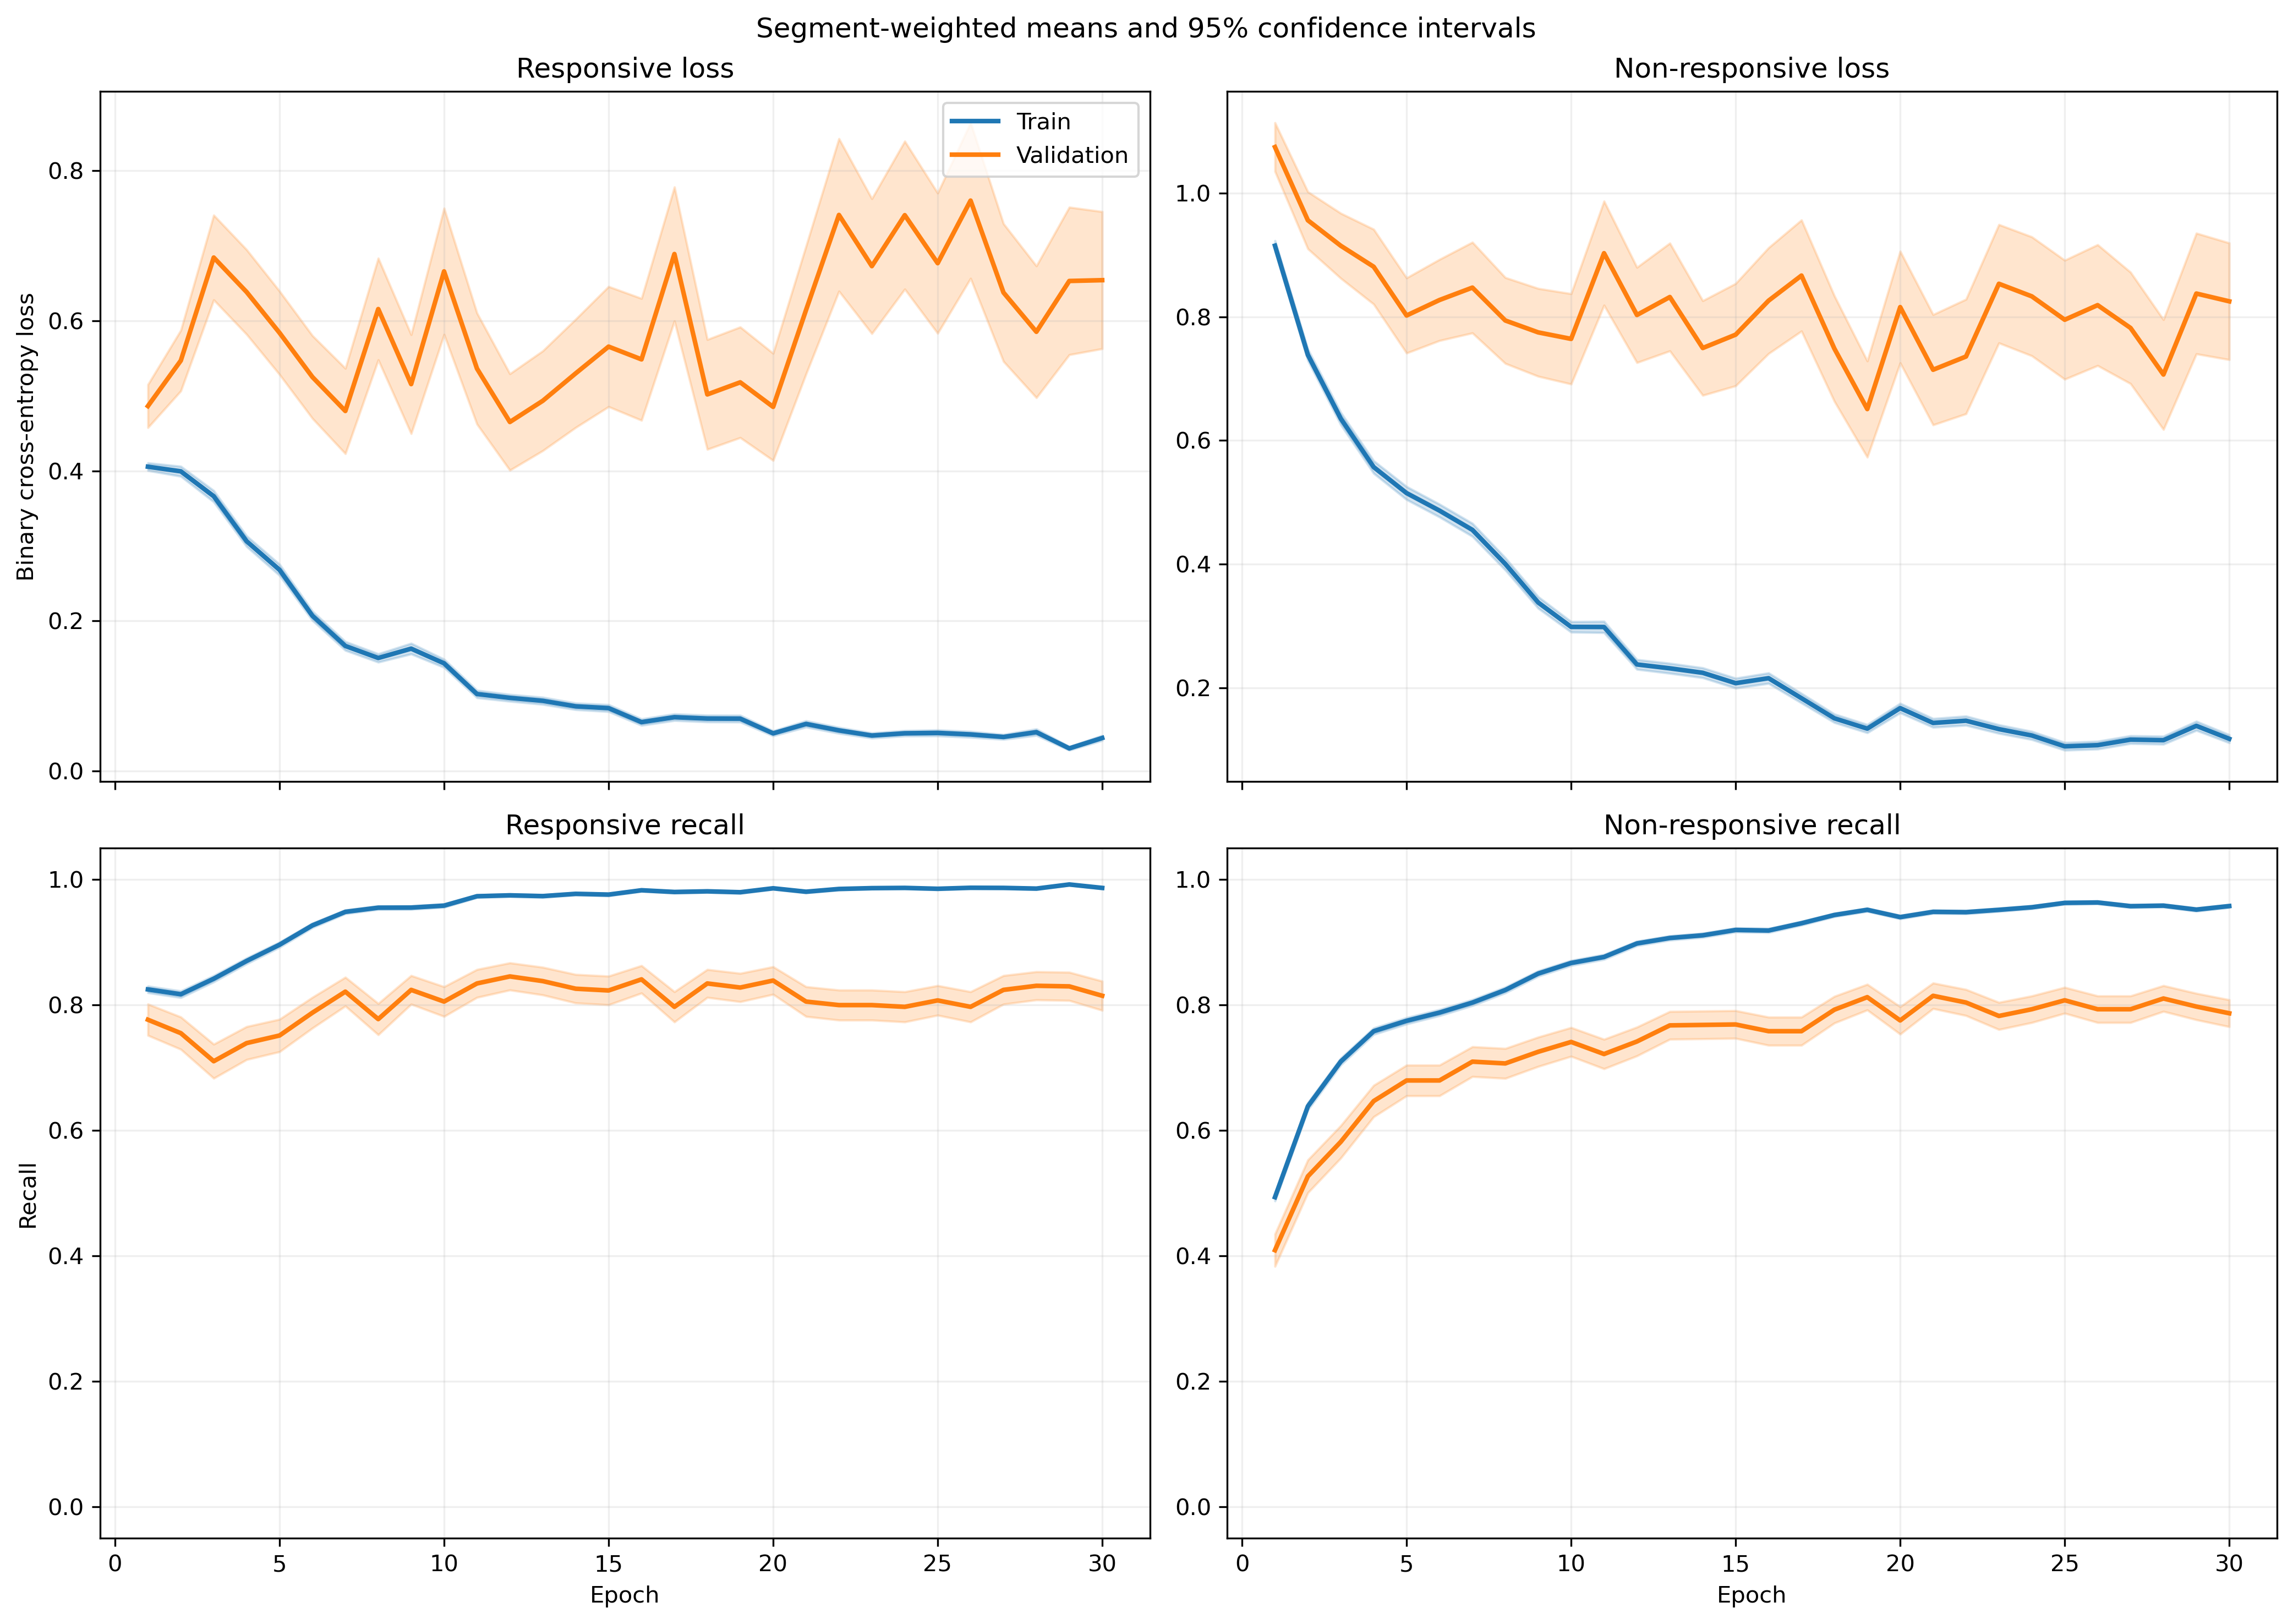 Segment-weighted means and 95% confidence intervals
Responsive loss
Non-responsive loss
Train
Validation
Binary cross-entropy loss
0.8
0.6
0.4
0.2
0.0
1.0
0.8
0.6
0.4
0.2
Responsive recall
Non-responsive recall
Recall
1.0
0.8
0.6
0.4
0.2
0.0
1.0
0.8
0.6
0.4
0.2
0.0
0 5 10 15 20 25 30
0 5 10 15 20 25 30
Epoch
Epoch